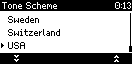 Tone Scheme 0:13
Sweden
Switzerland
USA